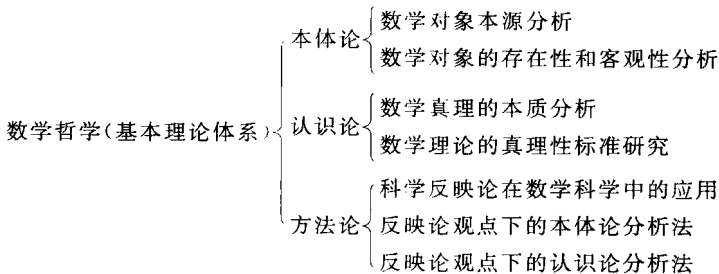 数学哲学(基本理论体系)
本体论
数学对象本源分析
数学对象的存在性和客观性分析
认识论
数学真理的本质分析
数学理论的真理性标准研究
方法论
科学反映论在数学科学中的应用
反映论观点下的本体论分析法
反映论观点下的认识论分析法